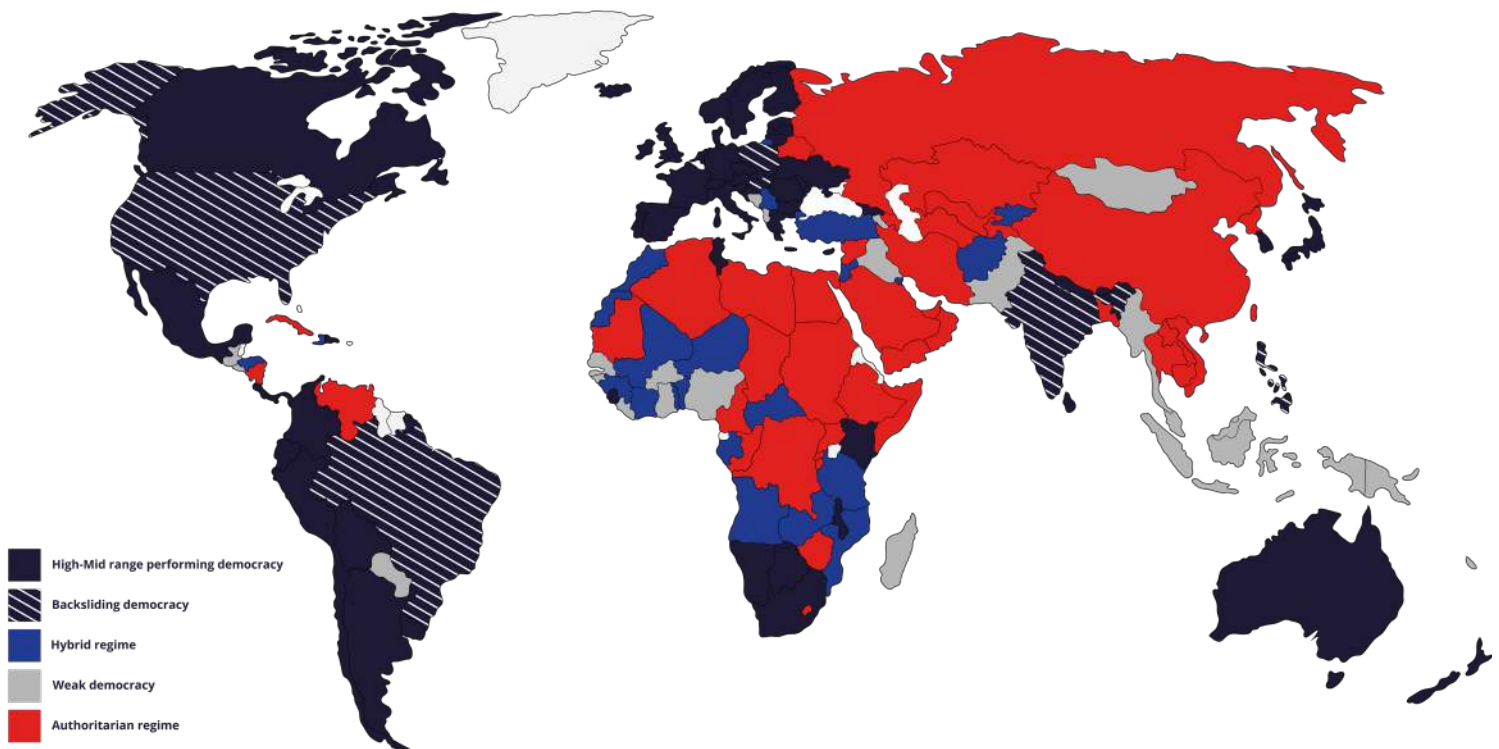 High-Mid range performing democracy
Backsliding democracy
Hybrid regime
Weak democracy
Authoritarian regime